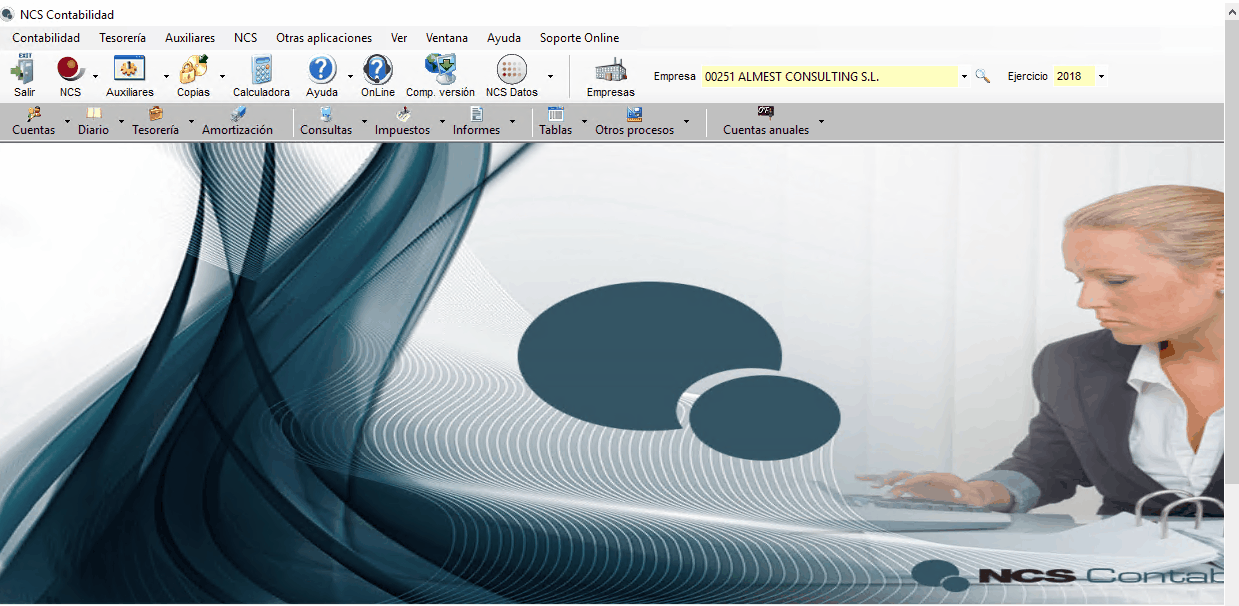 NCS Contabilidad
Contabilidad Tesorería Auxiliares NCS Otras aplicaciones Ver Ventana Ayuda Soporte Online
EXIT
Salir NCS Auxiliares Copias Calculadora Ayuda OnLine Comp. versión NCS Datos Empresas Empresa 00251 ALMEST CONSULTING S.L. Ejercicio 2018
Cuentas Diario Tesorería Amortización Consultas Impuestos Informes Tablas Otros procesos Cuentas anuales
NCS Contab